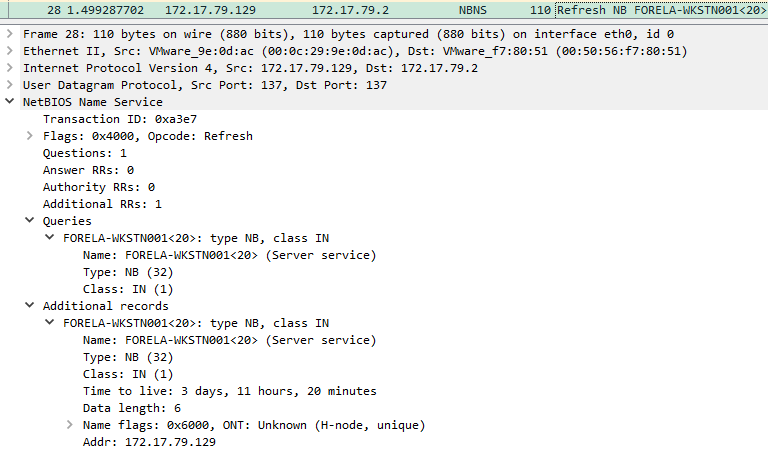 28 1.499287702 172.17.79.129 172.17.79.2 NBNS 110 Refresh NB FORELA-WKSTN001<20>
Frame 28: 110 bytes on wire (880 bits), 110 bytes captured (880 bits) on interface eth0, id 0
Ethernet II, Src: VMware_9e:0d:ac (00:0c:29:9e:0d:ac), Dst: VMware_f7:80:51 (00:50:56:f7:80:51)
Internet Protocol Version 4, Src: 172.17.79.129, Dst: 172.17.79.2
User Datagram Protocol, Src Port: 137, Dst Port: 137
NetBIOS Name Service
Transaction ID: 0xa3e7
Flags: 0x4000, Opcode: Refresh
Questions: 1
Answer RRs: 0
Authority RRs: 0
Additional RRs: 1
Queries
FORELA-WKSTN001<20>: type NB, class IN
Name: FORELA-WKSTN001<20> (Server service)
Type: NB (32)
Class: IN (1)
Additional records
FORELA-WKSTN001<20>: type NB, class IN
Name: FORELA-WKSTN001<20> (Server service)
Type: NB (32)
Class: IN (1)
Time to live: 3 days, 11 hours, 20 minutes
Data length: 6
Name flags: 0x6000, ONT: Unknown (H-node, unique)
Addr: 172.17.79.129